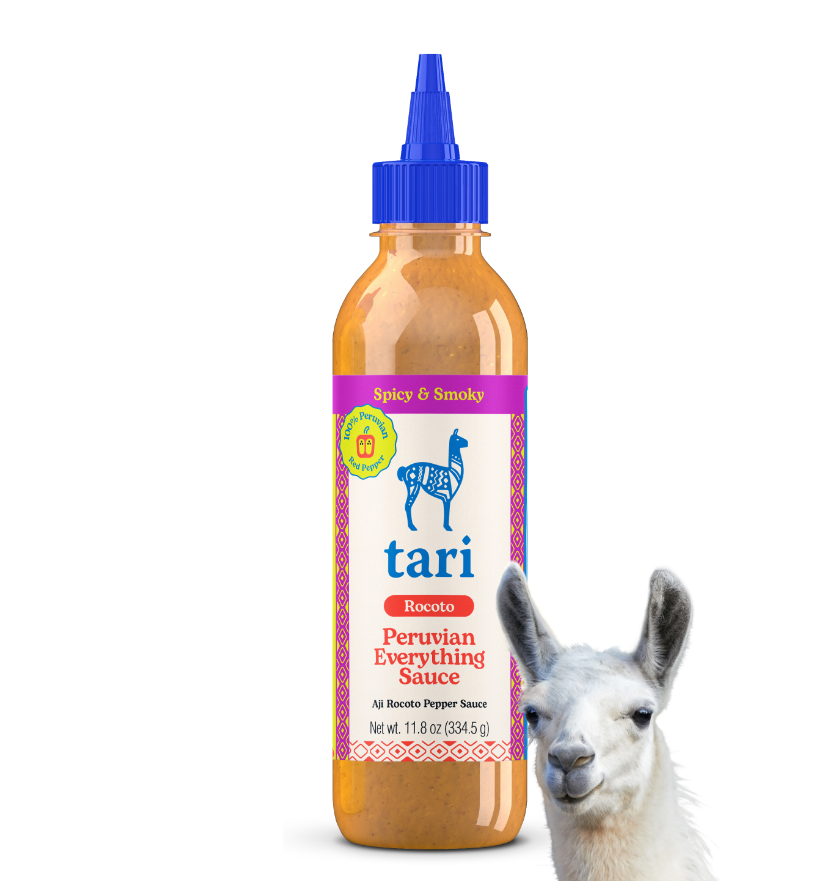 Spicy & Smoky
100% Peruvian
Red Pepper
tari
Rocoto
Peruvian
Everything
Sauce
Aji Rocoto Pepper Sauce
Net wt. 11.8 oz (334.5 g)